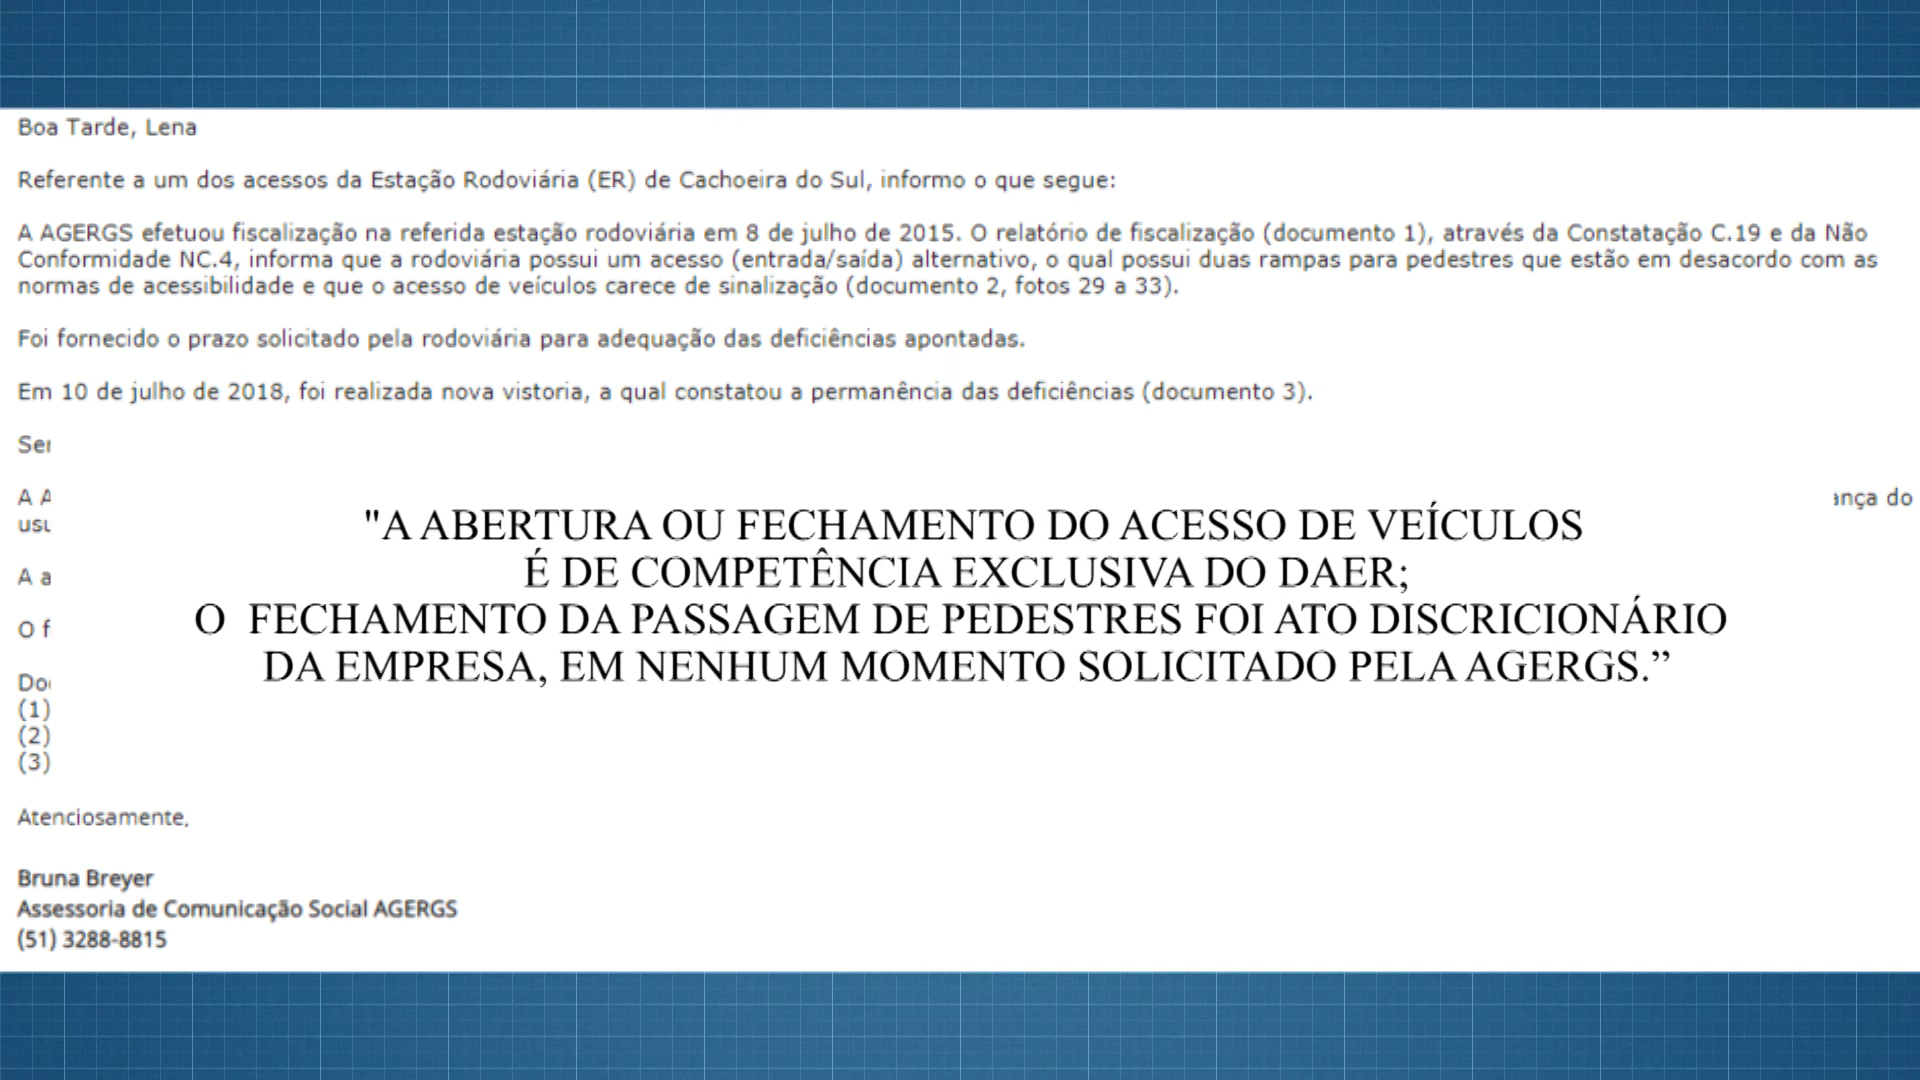 Boa Tarde, Lena
Referente a um dos acessos da Estação Rodoviária (ER) de Cachoeira do Sul, informo o que segue:
A AGERGS efetuou fiscalização na referida estação rodoviária em 8 de julho de 2015. O relatório de fiscalização (documento 1), através da Constatação C.19 e da Não
Conformidade NC.4, informa que a rodoviária possui um acesso (entrada/saída) alternativo, o qual possui duas rampas para pedestres que estão em desacordo com as
normas de acessibilidade e que o acesso de veículos carece de sinalização (documento 2, fotos 29 a 33).
Foi fornecido o prazo solicitado pela rodoviária para adequação das deficiências apontadas.
Em 10 de julho de 2018, foi realizada nova vistoria, a qual constatou a permanência das deficiências (documento 3).
A do
"A ABERTURA OU FECHAMENTO DO ACESSO DE VEÍCULOS
É DE COMPETÊNCIA EXCLUSIVA DO DAER;
O FECHAMENTO DA PASSAGEM DE PEDESTRES FOI ATO DISCRICIONÁRIO
DA EMPRESA, EM NENHUM MOMENTO SOLICITADO PELA AGERGS.”
A
O
(1)
(2)
(3)
Atenciosamente,
Bruna Breyer
Assessoria de Comunicação Social AGERGS
(51) 3288-8815